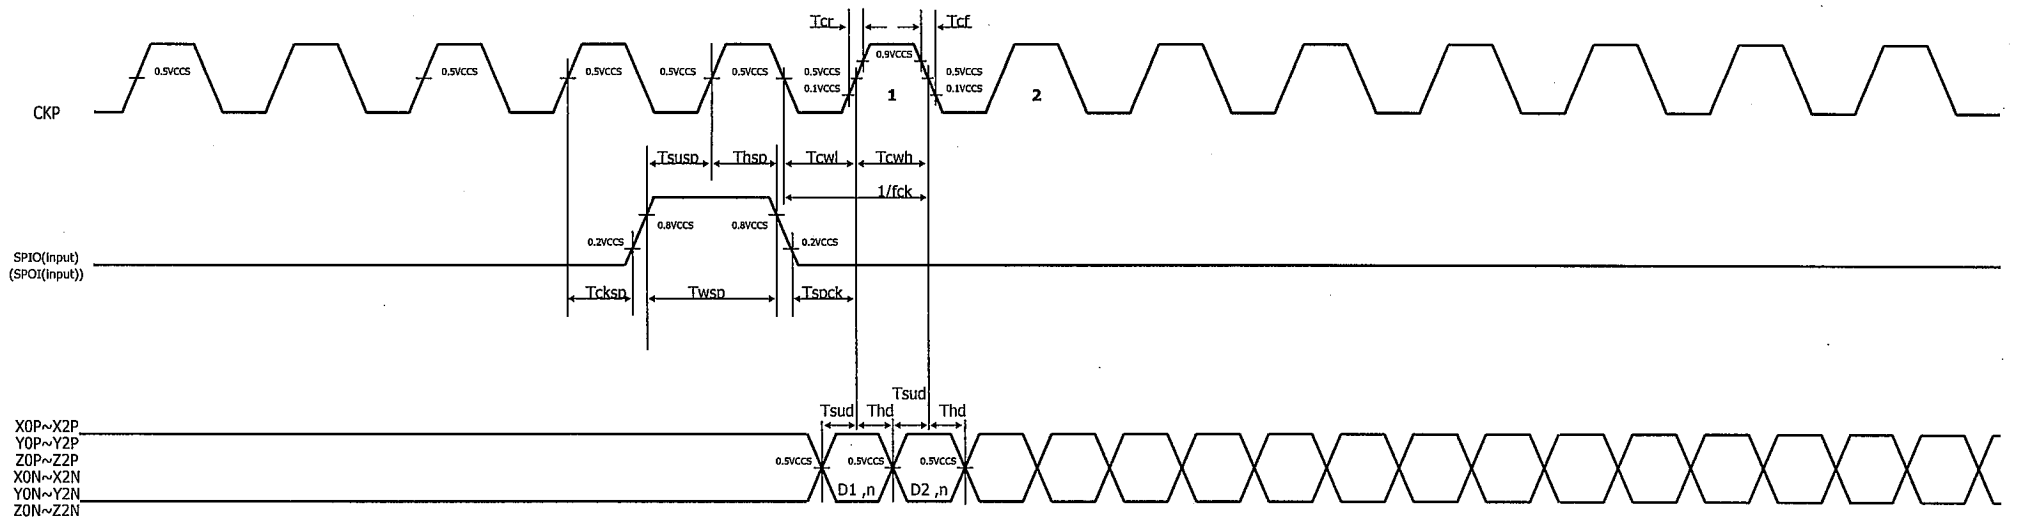 Tcr Tcf
0.9VCCS
0.5VCCS 0.5VCCS 0.5VCCS 0.5VCCS 0.5VCCS 0.5VCCS 0.5VCCS
0.1VCCS 0.1VCCS
1 2
CKP
Tsusp Thsp Tcwl Tcwh
1/fck
0.8VCCS 0.8VCCS
0.2VCCS 0.2VCCS
SPIO(input)
(SPOI(input))
Tcksp Twsp Tspck
Tsud
Tsud Thd Thd
X0P~X2P
Y0P~Y2P
Z0P~Z2P
X0N~X2N
Y0N~Y2N
Z0N~Z2N
0.5VCCS 0.5VCCS 0.5VCCS
D1 ,n D2 ,n